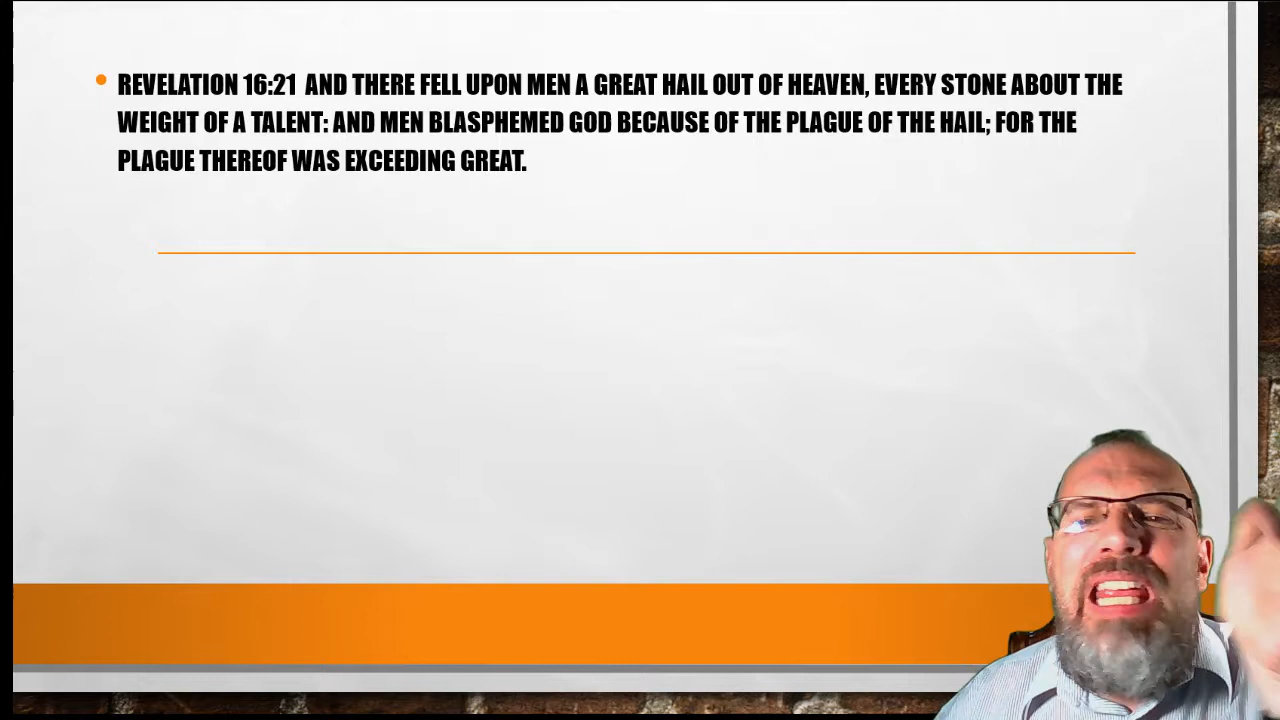 REVELATION 16:21 AND THERE FELL UPON MEN A GREAT HAIL OUT OF HEAVEN, EVERY STONE ABOUT THE
WEIGHT OF A TALENT: AND MEN BLASPHEMED GOD BECAUSE OF THE PLAGUE OF THE HAIL; FOR THE
PLAGUE THEREOF WAS EXCEEDING GREAT.